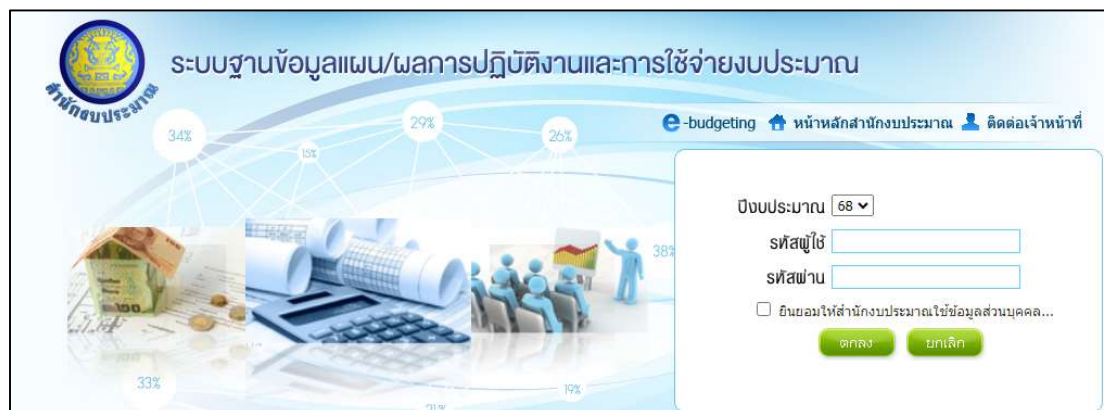 ระบบฐานข้อมูลแผน/ผลการปฏิบัติงานและการใช้จ่ายงบประมาณ
สำนักงบประมาณ
e-budgeting หน้าหลักสำนักงบประมาณ ติดต่อเจ้าหน้าที่
34%
15%
29%
26%
38%
ปีงบประมาณ 68
รหัสผู้ใช้
รหัสผ่าน
ยินยอมให้สำนักงบประมาณใช้ข้อมูลส่วนบุคคล...
ตกลง ยกเลิก
33%
19%